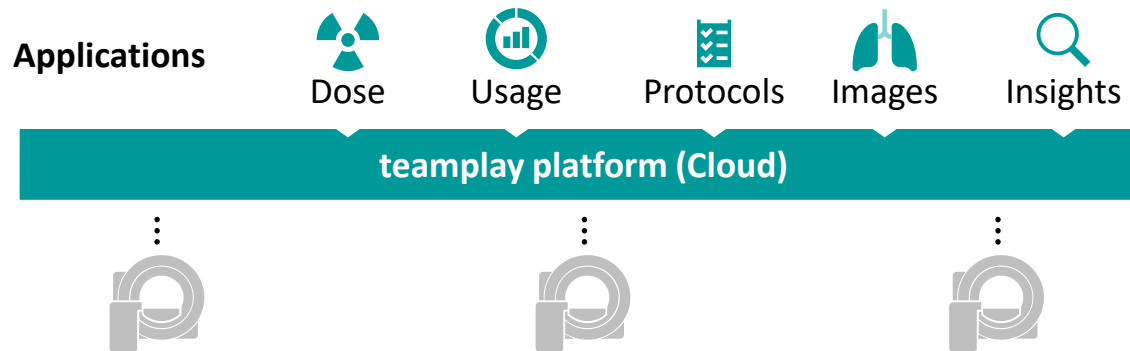 Applications
Dose
Usage
Protocols
Images
Insights
teamplay platform (Cloud)